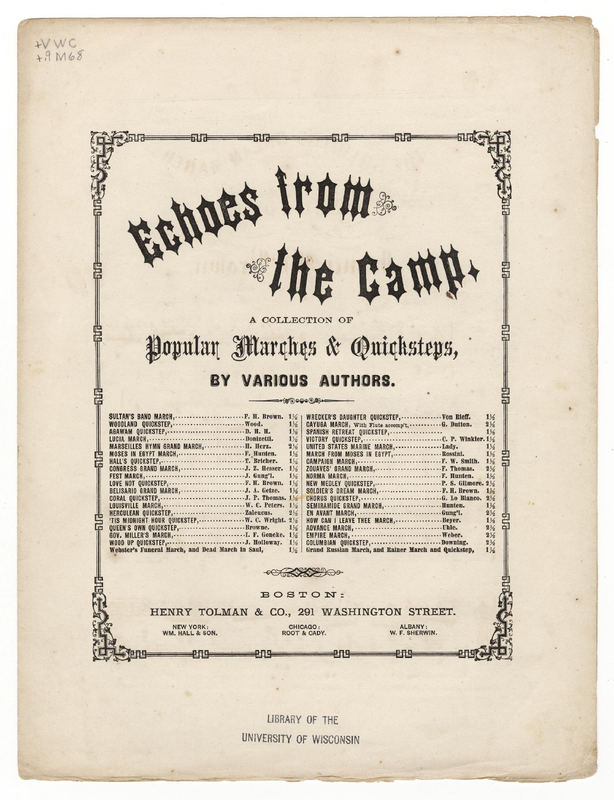 +V W C
+.9 M68
Echoes from
the Camp.
A COLLECTION OF
Popular Marches & Quicksteps,
BY VARIOUS AUTHORS.
SULTAN'S BAND MARCH, F. H. Brown. 1½
WOODLAND QUICKSTEP, Wood. 1½
AGAWAM QUICKSTEP, D. H. H. 1½
LUCIA MARCH, Donizetti. 1½
MARSEILLES HYMN GRAND MARCH, H. Herz. 2½
MOSES IN EGYPT MARCH, F. Hunten. 1½
HALL'S QUICKSTEP, T. Bricher. 1½
CONGRESS GRAND MARCH, J. Z. Hesser. 1½
FEST MARCH, J. Gung'l. 1½
LOVE NOT QUICKSTEP, F. H. Brown. 1½
BELISARIO GRAND MARCH, J. A. Getze. 1½
CORAL QUICKSTEP, J. P. Thomas. 1½
LOUISVILLE MARCH, W. C. Peters. 1½
HERCULEAN QUICKSTEP, Fabregas. 2½
'TIS MIDNIGHT HOUR QUICKSTEP, W. C. Wright. 2½
QUEEN'S OWN QUICKSTEP, Browne. 1½
GOV. MILLER'S MARCH, I. F. Goneke. 1½
WOOD UP QUICKSTEP, J. Holloway. 1½
Webster's Funeral March, and Dead March in Saul, 1½
WRECKER'S DAUGHTER QUICKSTEP, Von Rieff. 1½
CAYUGA MARCH, With Flute accomp't, G. Dutton. 2½
SPANISH RETREAT QUICKSTEP, 1½
VICTORY QUICKSTEP, C. P. Winkler. 1½
UNITED STATES MARINE MARCH, Lady. 1½
MARCH FROM MOSES IN EGYPT, Rossini. 1½
CAMPAIGN MARCH, F. W. Smith. 1½
ZOUAVES' GRAND MARCH, F. Thomas. 2½
NORMA MARCH, F. Hunten. 1½
NEW MEDLEY QUICKSTEP, P. S. Gilmore. 2½
SOLDIER'S DREAM MARCH, F. H. Brown. 1½
CHORUS QUICKSTEP, G. Lo Bianco. 2½
SEMIRAMIDE GRAND MARCH, Hunten. 1½
EN AVANT MARCH, Gung'l. 2½
HOW CAN I LEAVE THEE MARCH, Beyer. 1½
ADVANCE MARCH, Uhle. 2½
EMPIRE MARCH, Weber. 2½
COLUMBIAN QUICKSTEP, Downing. 2½
Grand Russian March, and Rainer March and Quickstep, 1½
BOSTON:
HENRY TOLMAN & CO., 291 WASHINGTON STREET.
NEW YORK: CHICAGO: ALBANY:
WM. HALL & SON. ROOT & CADY. W. F. SHERWIN.
LIBRARY OF THE
UNIVERSITY OF WISCONSIN